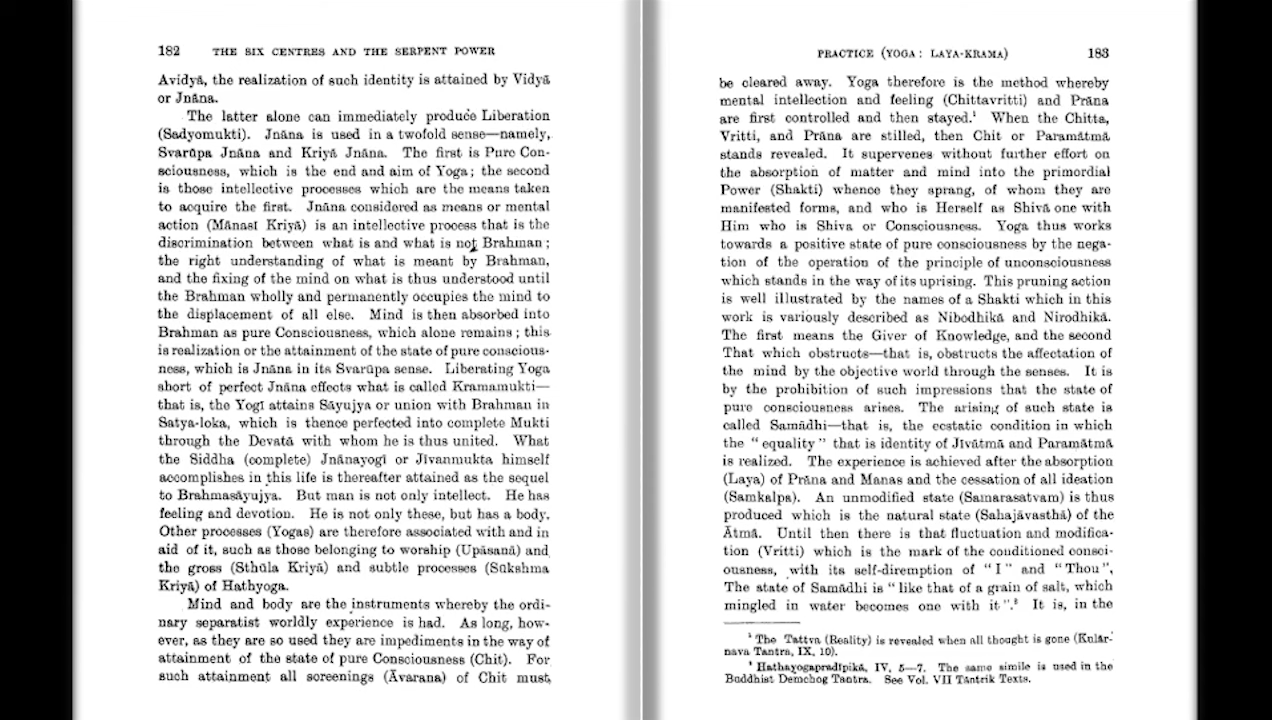 182 THE SIX CENTRES AND THE SERPENT POWER
Avidyā, the realization of such identity is attained by Vidyā
or Jnāna.
The latter alone can immediately produce Liberation
(Sadyomukti). Jnāna is used in a twofold sense—namely,
Svarūpa Jnāna and Kriyā Jnāna. The first is Pure Con-
sciousness, which is the end and aim of Yoga; the second
is those intellective processes which are the means taken
to acquire the first. Jnāna considered as means or mental
action (Mānasī Kriyā) is an intellective process that is the
discrimination between what is and what is not Brahman;
the right understanding of what is meant by Brahman,
and the fixing of the mind on what is thus understood until
the Brahman wholly and permanently occupies the mind to
the displacement of all else. Mind is then absorbed into
Brahman as pure Consciousness, which alone remains; this
is realization or the attainment of the state of pure conscious-
ness, which is Jnāna in its Svarūpa sense. Liberating Yoga
short of perfect Jnāna effects what is called Kramamukti—
that is, the Yogī attains Sāyujya or union with Brahman in
Satya-loka, which is thence perfected into complete Mukti
through the Devatā with whom he is thus united. What
the Siddha (complete) Jnānayogī or Jīvanmukta himself
accomplishes in this life is thereafter attained as the sequel
to Brahmasāyujya. But man is not only intellect. He has
feeling and devotion. He is not only these, but has a body.
Other processes (Yogas) are therefore associated with and in
aid of it, such as those belonging to worship (Upāsanā) and
the gross (Sthūla Kriyā) and subtle processes (Sūkshma
Kriyā) of Hathyoga.
Mind and body are the instruments whereby the ordi-
nary separatist worldly experience is had. As long, how-
ever, as they are so used they are impediments in the way of
attainment of the state of pure Consciousness (Chit). For
such attainment all screenings (Āvarana) of Chit must
PRACTICE (YOGA: LAYA-KRAMA) 183
be cleared away. Yoga therefore is the method whereby
mental intellection and feeling (Chittavritti) and Prāna
are first controlled and then stayed.¹ When the Chitta,
Vritti, and Prāna are stilled, then Chit or Paramātmā
stands revealed. It supervenes without further effort on
the absorption of matter and mind into the primordial
Power (Shakti) whence they sprang, of whom they are
manifested forms, and who is Herself as Shivā one with
Him who is Shiva or Consciousness. Yoga thus works
towards a positive state of pure consciousness by the nega-
tion of the operation of the principle of unconsciousness
which stands in the way of its uprising. This pruning action
is well illustrated by the names of a Shakti which in this
work is variously described as Nibodhikā and Nirodhikā.
The first means the Giver of Knowledge, and the second
That which obstructs—that is, obstructs the affectation of
the mind by the objective world through the senses. It is
by the prohibition of such impressions that the state of
pure consciousness arises. The arising of such state is
called Samādhi—that is, the ecstatic condition in which
the "equality" that is identity of Jīvātmā and Paramātmā
is realized. The experience is achieved after the absorption
(Laya) of Prāna and Manas and the cessation of all ideation
(Samkalpa). An unmodified state (Samarasatvam) is thus
produced which is the natural state (Sahajāvasthā) of the
Ātmā. Until then there is that fluctuation and modifica-
tion (Vritti) which is the mark of the conditioned consci-
ousness, with its self-diremption of "I" and "Thou".
The state of Samādhi is "like that of a grain of salt, which
mingled in water becomes one with it".² It is, in the
¹ The Tattva (Reality) is revealed when all thought is gone (Kulār-
nava Tantra, IX, 10).
² Hathayogapradīpikā, IV, 5—7. The same simile is used in the
Buddhist Demchog Tantra. See Vol. VII Tāntrik Texts.